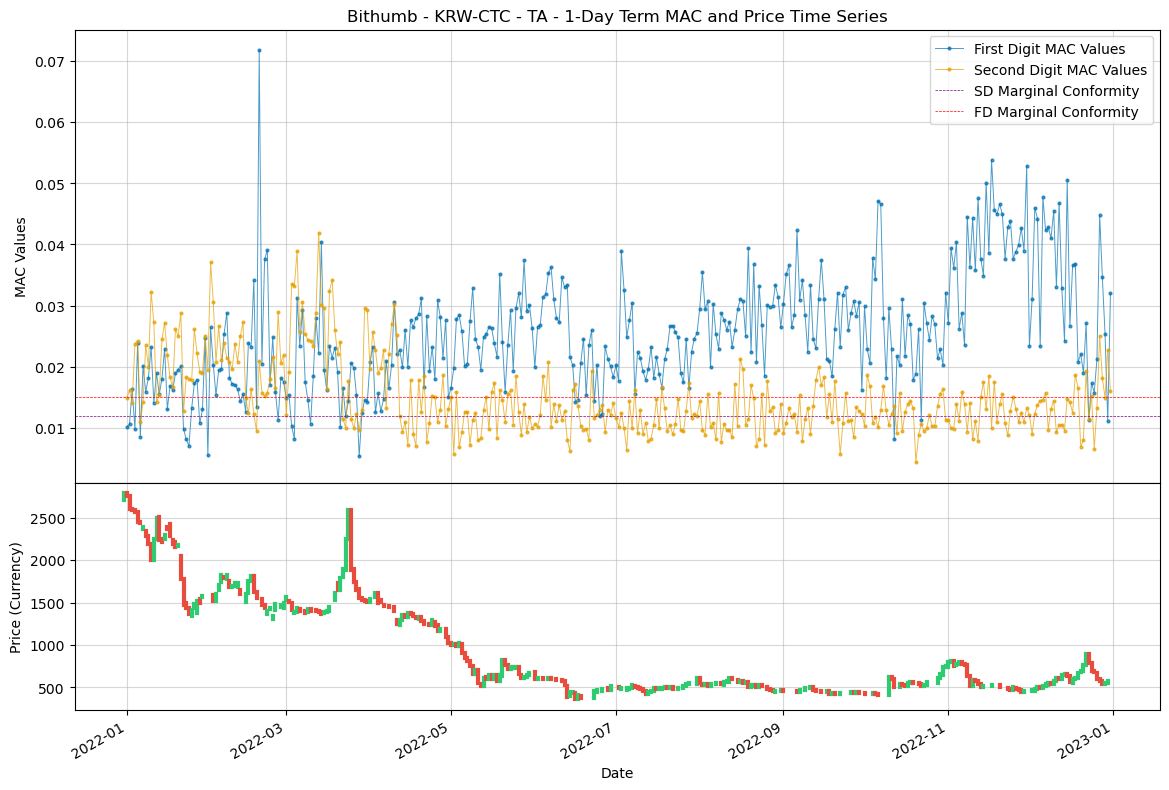 Bithumb - KRW-CTC - TA - 1-Day Term MAC and Price Time Series
First Digit MAC Values
Second Digit MAC Values
SD Marginal Conformity
FD Marginal Conformity
MAC Values
0.07
0.06
0.05
0.04
0.03
0.02
0.01
Price (Currency)
2500
2000
1500
1000
500
2022-01
2022-03
2022-05
2022-07
2022-09
2022-11
2023-01
Date